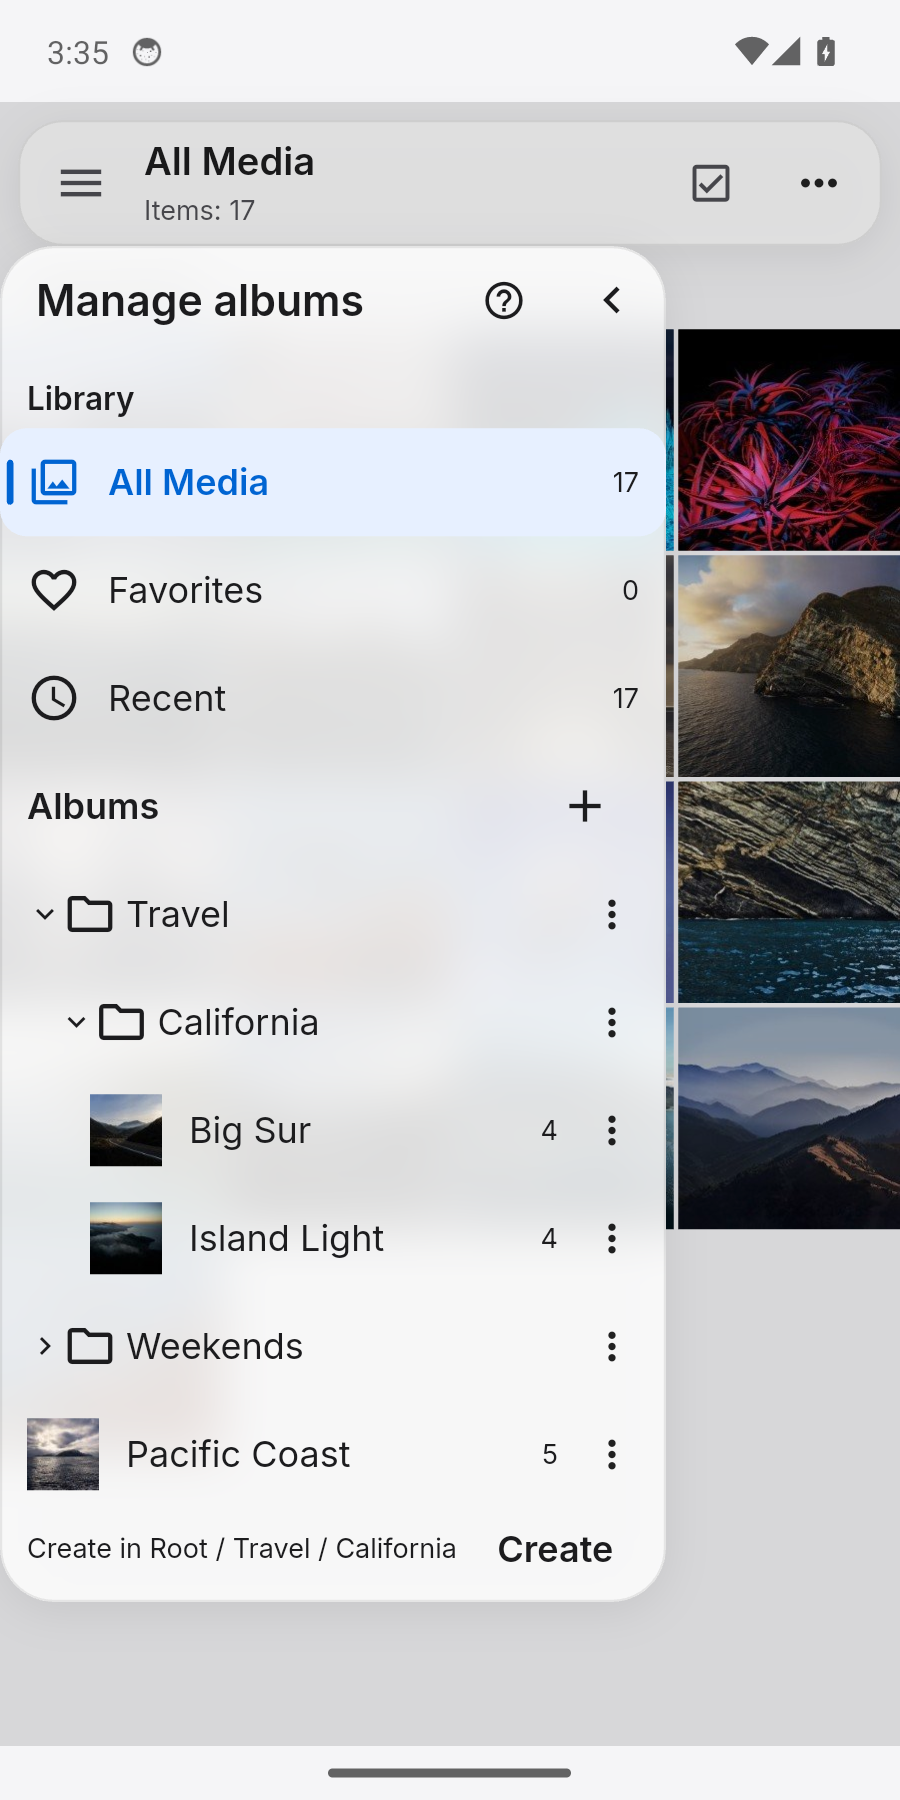 3:35
All Media
Items: 17
Manage albums
Library
All Media 17
Favorites 0
Recent 17
Albums
Travel
California
Big Sur 4
Island Light 4
Weekends
Pacific Coast 5
Create in Root / Travel / California Create